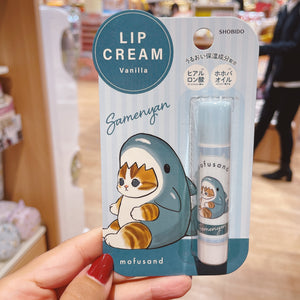 LIP
CREAM
Vanilla
SHOBIDO
うるおい保湿成分配合
ヒアル
ロン酸
ホホバ
オイル
Samenyan
mofusand
Samenyan
mofusand